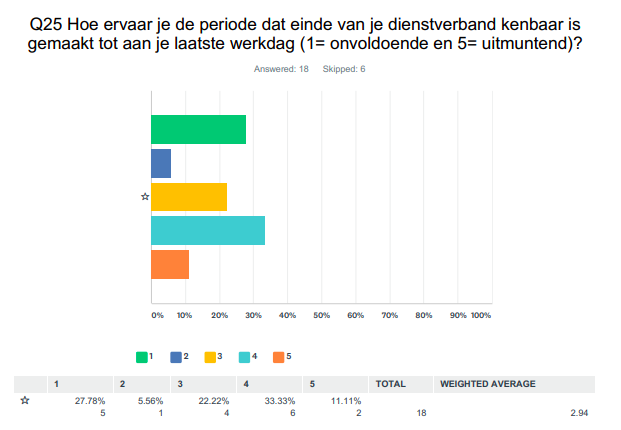 Q25 Hoe ervaar je de periode dat einde van je dienstverband kenbaar is
gemaakt tot aan je laatste werkdag (1= onvoldoende en 5= uitmuntend)?
Answered: 18 Skipped: 6
0% 10% 20% 30% 40% 50% 60% 70% 80% 90% 100%
1 2 3 4 5
1 2 3 4 5 TOTAL WEIGHTED AVERAGE
27.78% 5.56% 22.22% 33.33% 11.11%
5 1 4 6 2 18 2.94